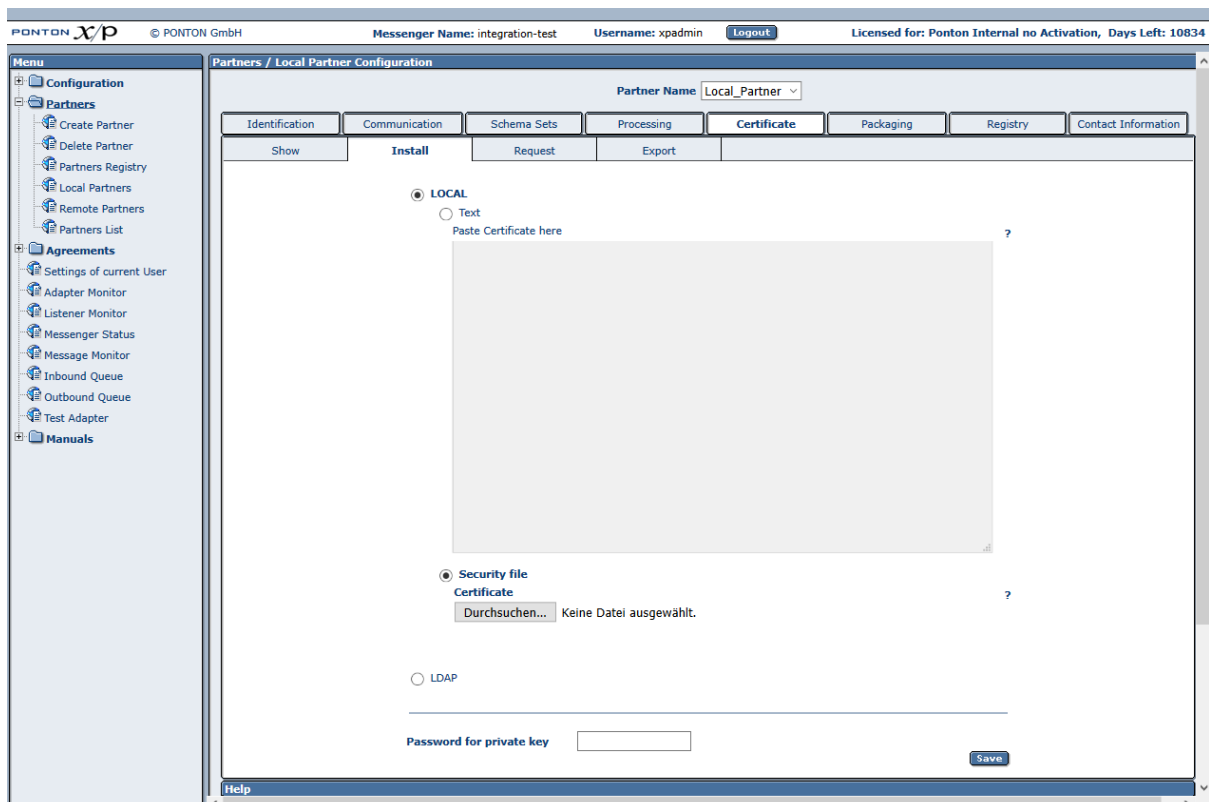 PONTON X/P © PONTON GmbH Messenger Name: integration-test Username: xpadmin Logout Licensed for: Ponton Internal no Activation, Days Left: 10834
Menu
Configuration
Partners
Create Partner
Delete Partner
Partners Registry
Local Partners
Remote Partners
Partners List
Agreements
Settings of current User
Adapter Monitor
Listener Monitor
Messenger Status
Message Monitor
Inbound Queue
Outbound Queue
Test Adapter
Manuals
Partners / Local Partner Configuration
Partner Name Local_Partner
Identification Communication Schema Sets Processing Certificate Packaging Registry Contact Information
Show Install Request Export
LOCAL
Text
Paste Certificate here ?
Security file
Certificate ?
Durchsuchen... Keine Datei ausgewählt.
LDAP
Password for private key
Save
Help